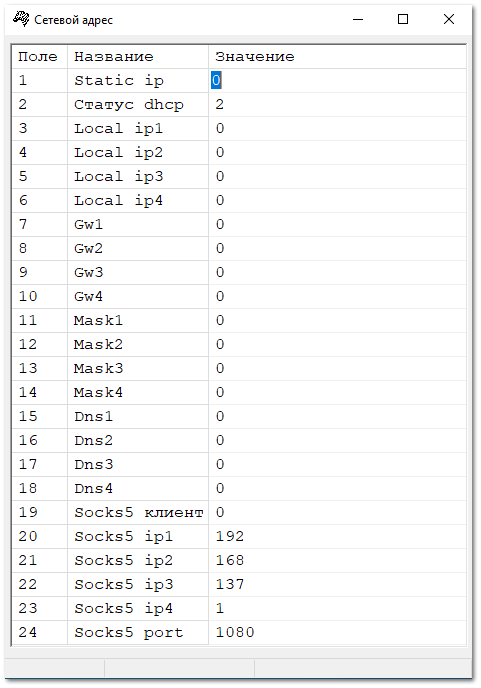 Сетевой адрес
Поле Название Значение
1 Static ip 0
2 Статус dhcp 2
3 Local ip1 0
4 Local ip2 0
5 Local ip3 0
6 Local ip4 0
7 Gw1 0
8 Gw2 0
9 Gw3 0
10 Gw4 0
11 Mask1 0
12 Mask2 0
13 Mask3 0
14 Mask4 0
15 Dns1 0
16 Dns2 0
17 Dns3 0
18 Dns4 0
19 Socks5 клиент 0
20 Socks5 ip1 192
21 Socks5 ip2 168
22 Socks5 ip3 137
23 Socks5 ip4 1
24 Socks5 port 1080